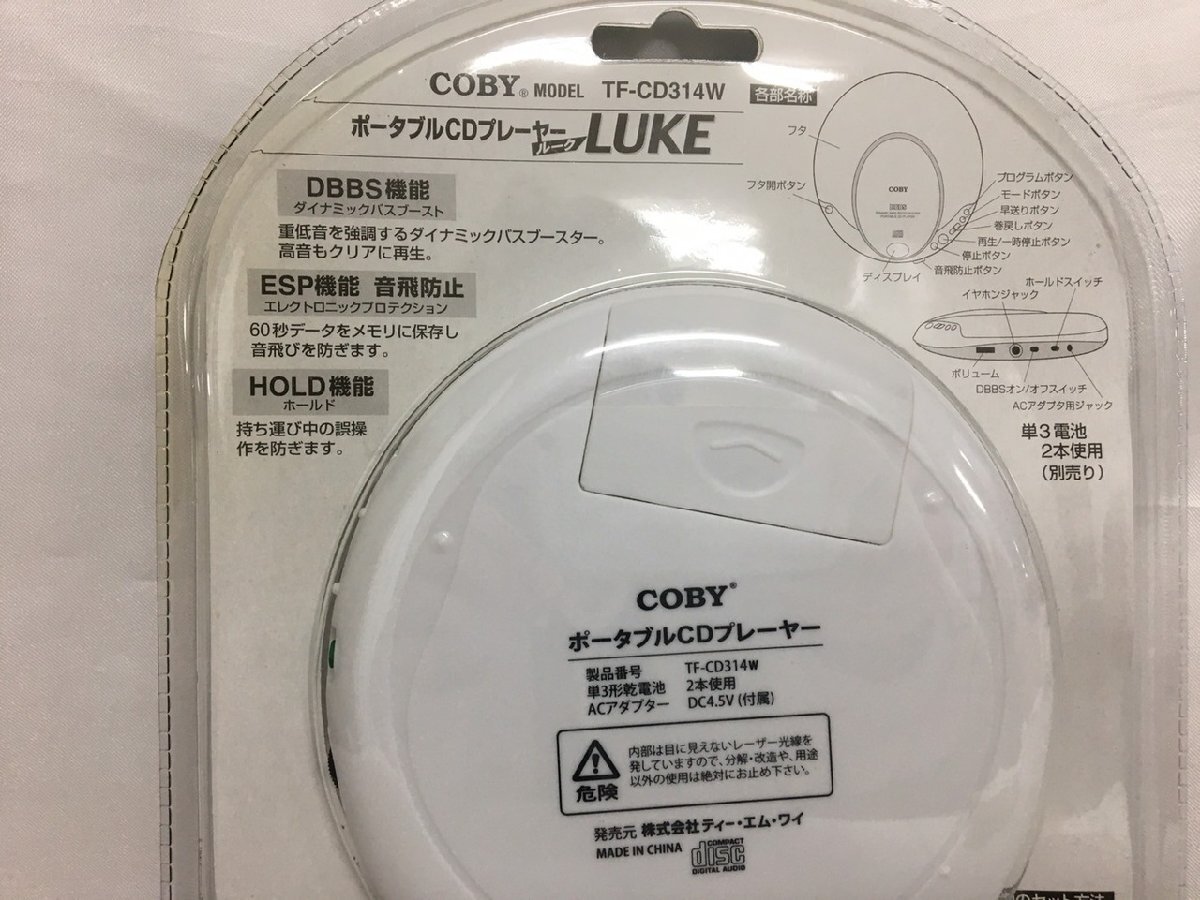 COBY® MODEL TF-CD314W
ポータブルCDプレーヤー ルーク LUKE
DBBS機能
ダイナミックバスブースト
重低音を強調するダイナミックバスブースター。
高音もクリアに再生。
ESP機能 音飛防止
エレクトロニックプロテクション
60秒データをメモリに保存し
音飛びを防ぎます。
HOLD機能
ホールド
持ち運び中の誤操
作を防ぎます。
各部名称
フタ
フタ開ボタン
COBY
DBBS
プログラムボタン
モードボタン
早送りボタン
巻戻しボタン
再生/一時停止ボタン
停止ボタン
音飛防止ボタン
ディスプレイ
ホールドスイッチ
イヤホンジャック
ボリューム
DBBSオン/オフスイッチ
ACアダプタ用ジャック
単3電池
2本使用
(別売り)
COBY®
ポータブルCDプレーヤー
製品番号 TF-CD314W
単3形乾電池 2本使用
ACアダプター DC4.5V (付属)
危険
内部は目に見えないレーザー光線を
発していますので、分解・改造や、用途
以外の使用は絶対にお止め下さい。
発売元 株式会社ティー・エム・ワイ
MADE IN CHINA
COMPACT
disc
DIGITAL AUDIO